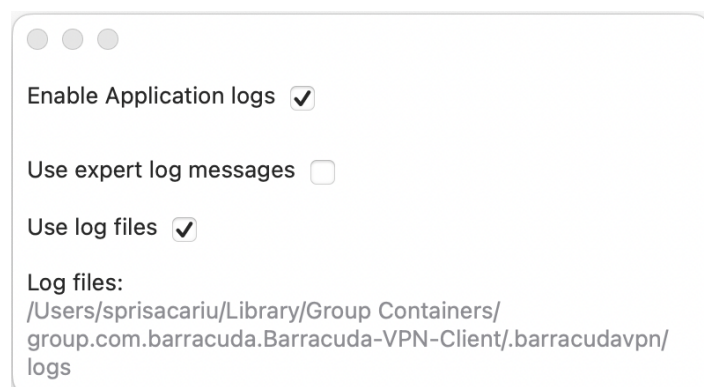 Enable Application logs
Use expert log messages
Use log files
Log files:
/Users/sprisacariu/Library/Group Containers/
group.com.barracuda.Barracuda-VPN-Client/.barracudavpn/
logs